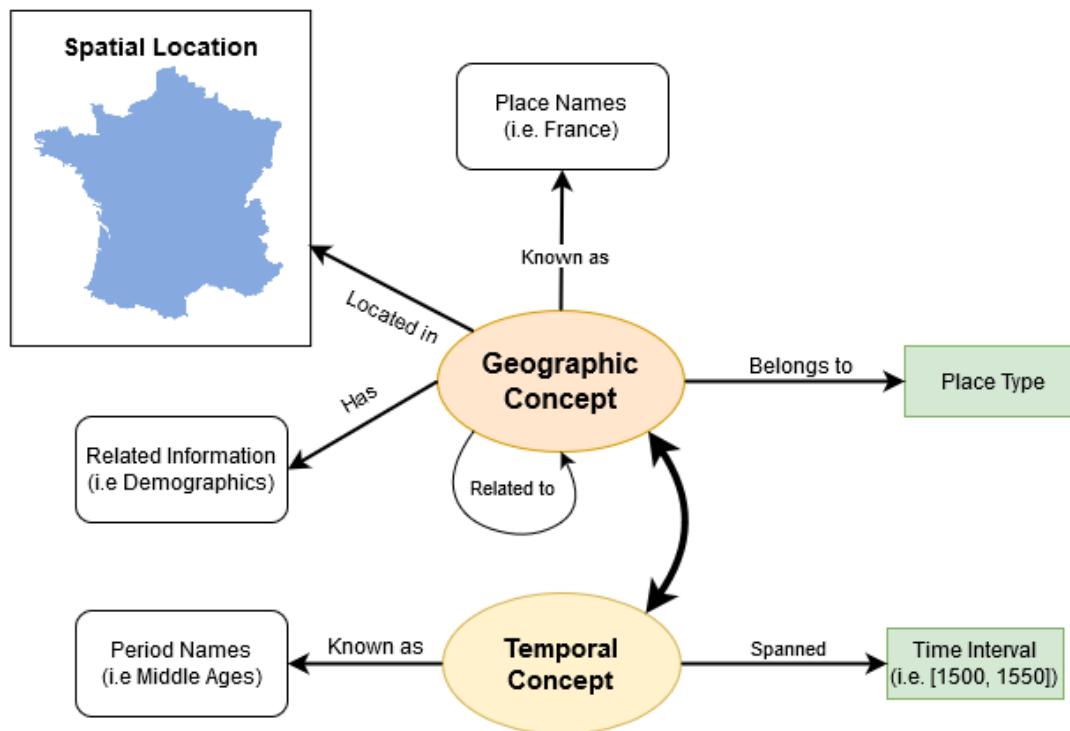 Spatial Location
Place Names
(i.e. France)
Known as
Located in
Geographic
Concept
Belongs to
Place Type
Has
Related Information
(i.e Demographics)
Related to
Period Names
(i.e Middle Ages)
Known as
Temporal
Concept
Spanned
Time Interval
(i.e. [1500, 1550])